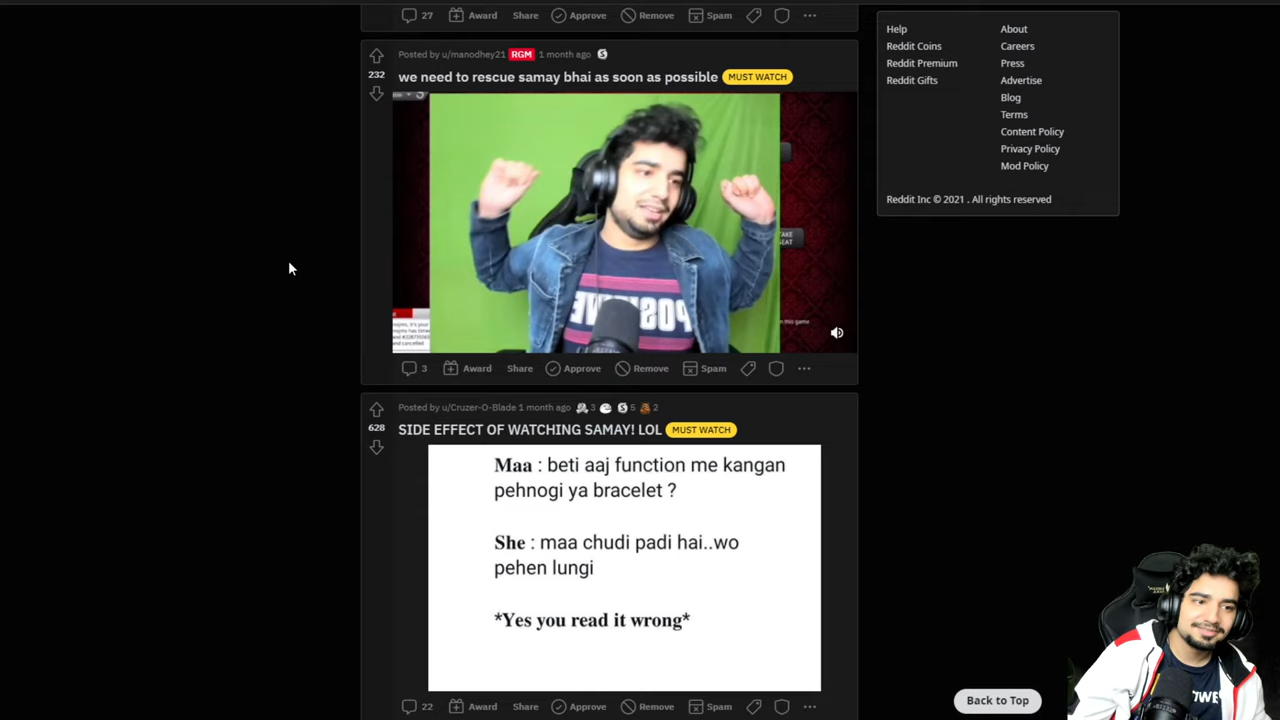 27 Award Share Approve Remove Spam
Posted by u/manodhey21 RGM 1 month ago
232
we need to rescue samay bhai as soon as possible MUST WATCH
3 Award Share Approve Remove Spam
Posted by u/Cruzer-O-Blade 1 month ago 3 5 2
628
SIDE EFFECT OF WATCHING SAMAY! LOL MUST WATCH
Maa : beti aaj function me kangan
pehnogi ya bracelet ?
She : maa chudi padi hai..wo
pehen lungi
*Yes you read it wrong*
22 Award Share Approve Remove Spam
Help
Reddit Coins
Reddit Premium
Reddit Gifts
About
Careers
Press
Advertise
Blog
Terms
Content Policy
Privacy Policy
Mod Policy
Reddit Inc © 2021 . All rights reserved
Back to Top